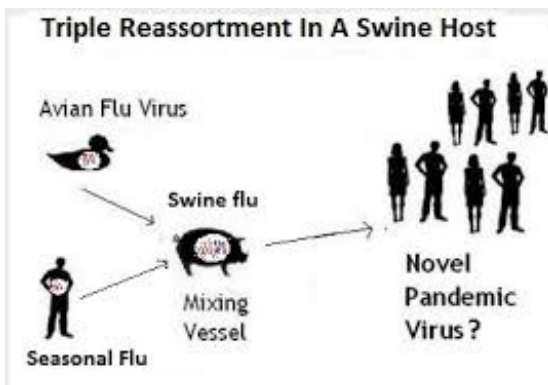 Triple Reassortment In A Swine Host
Avian Flu Virus
Swine flu
Mixing
Vessel
Seasonal Flu
Novel
Pandemic
Virus?